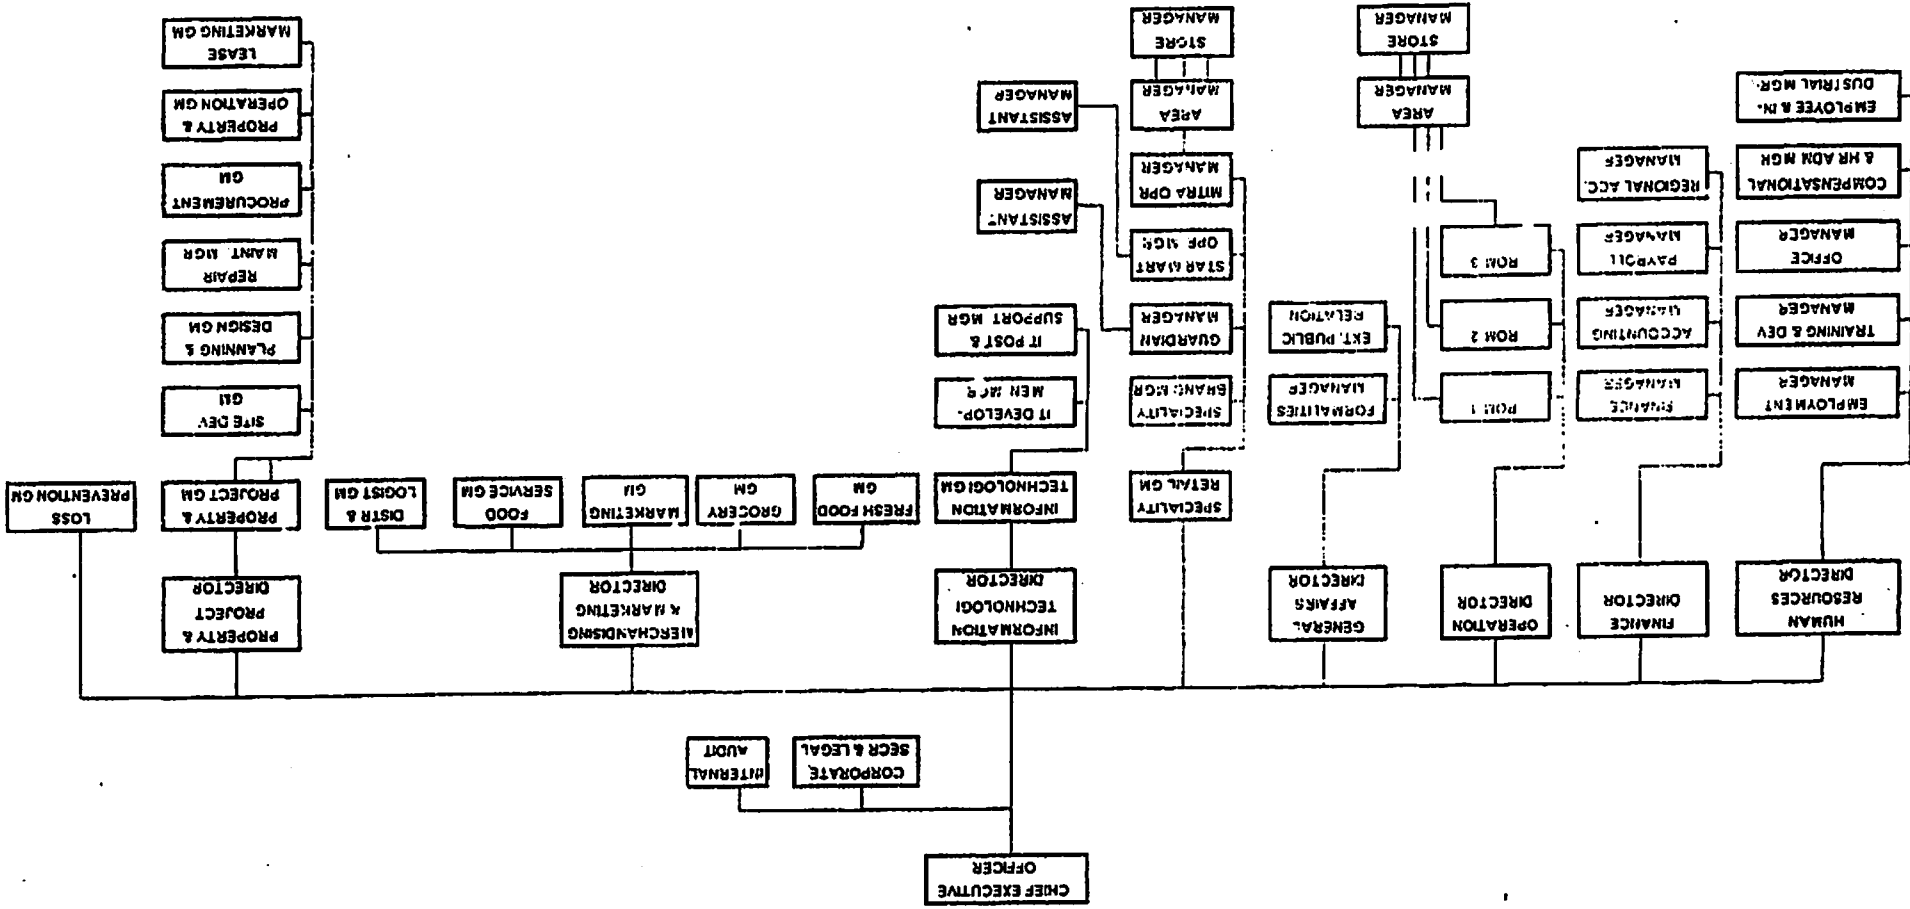 CHIEF EXECUTIVE
OFFICER
CORPORATE
SECR & LEGAL
INTERNAL
AUDIT
HUMAN
RESOURCES
DIRECTOR
FINANCE
DIRECTOR
OPERATION
DIRECTOR
GENERAL
AFFAIRS
DIRECTOR
INFORMATION
TECHNOLOGI
DIRECTOR
MERCHANDISING
& MARKETING
DIRECTOR
PROPERTY &
PROJECT
DIRECTOR
SPECIALITY
RETAIL GM
INFORMATION
TECHNOLOGI GM
FRESH FOOD
GM
GROCERY
GM
MARKETING
GM
FOOD
SERVICE GM
DISTR &
LOGIST GM
PROPERTY &
PROJECT GM
LOSS
PREVENTION GM
EMPLOYMENT
MANAGER
TRAINING & DEV
MANAGER
OFFICE
MANAGER
COMPENSATIONAL
& HR ADM MGR
EMPLOYEE & IN-
DUSTRIAL MGR.
FINANCE
MANAGER
ACCOUNTING
MANAGER
PAYROLL
MANAGER
REGIONAL ACC.
MANAGER
ROM 1
ROM 2
ROM 3
AREA
MANAGER
STORE
MANAGER
FORMALITIES
MANAGER
EXT. PUBLIC
RELATION
SPECIALITY
BRAND MGR
GUARDIAN
MANAGER
STAR MART
OPR MGR
MITRA OPR
MANAGER
AREA
MANAGER
STORE
MANAGER
ASSISTANT
MANAGER
ASSISTANT
MANAGER
IT DEVELOP-
MEN MGR
IT POST &
SUPPORT MGR
SITE DEV
GM
PLANNING &
DESIGN GM
REPAIR
MAINT. MGR
PROCUREMENT
GM
PROPERTY &
OPERATION GM
LEASE
MARKETING GM